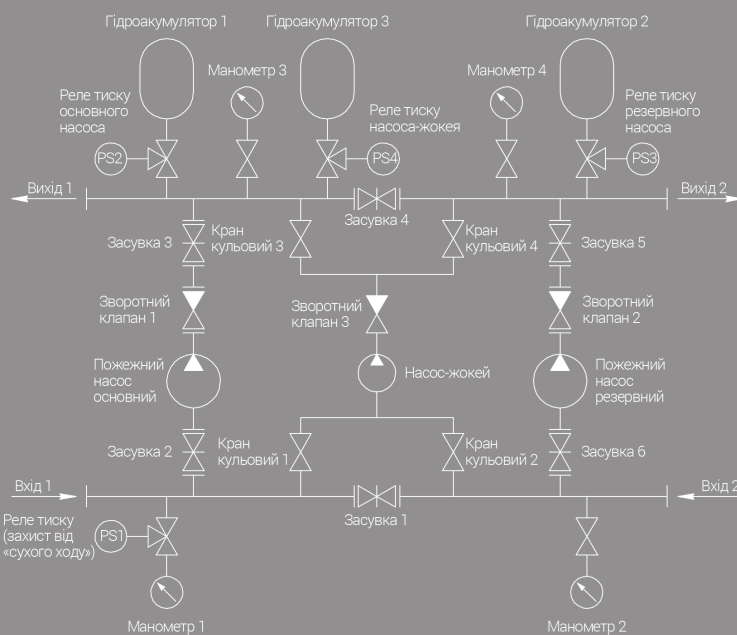 Гідроакумулятор 1
Гідроакумулятор 3
Гідроакумулятор 2
Манометр 3
Манометр 4
Реле тиску
основного
насоса
Реле тиску
насоса-жокея
Реле тиску
резервного
насоса
PS2
PS4
PS3
Вихід 1
Вихід 2
Засувка 4
Засувка 3
Кран
кульовий 3
Кран
кульовий 4
Засувка 5
Зворотний
клапан 1
Зворотний
клапан 3
Зворотний
клапан 2
Пожежний
насос
основний
Насос-жокей
Пожежний
насос
резервний
Засувка 2
Кран
кульовий 1
Кран
кульовий 2
Засувка 6
Вхід 1
Вхід 2
Засувка 1
Реле тиску
(захист від
«сухого ходу»)
PS1
Манометр 1
Манометр 2